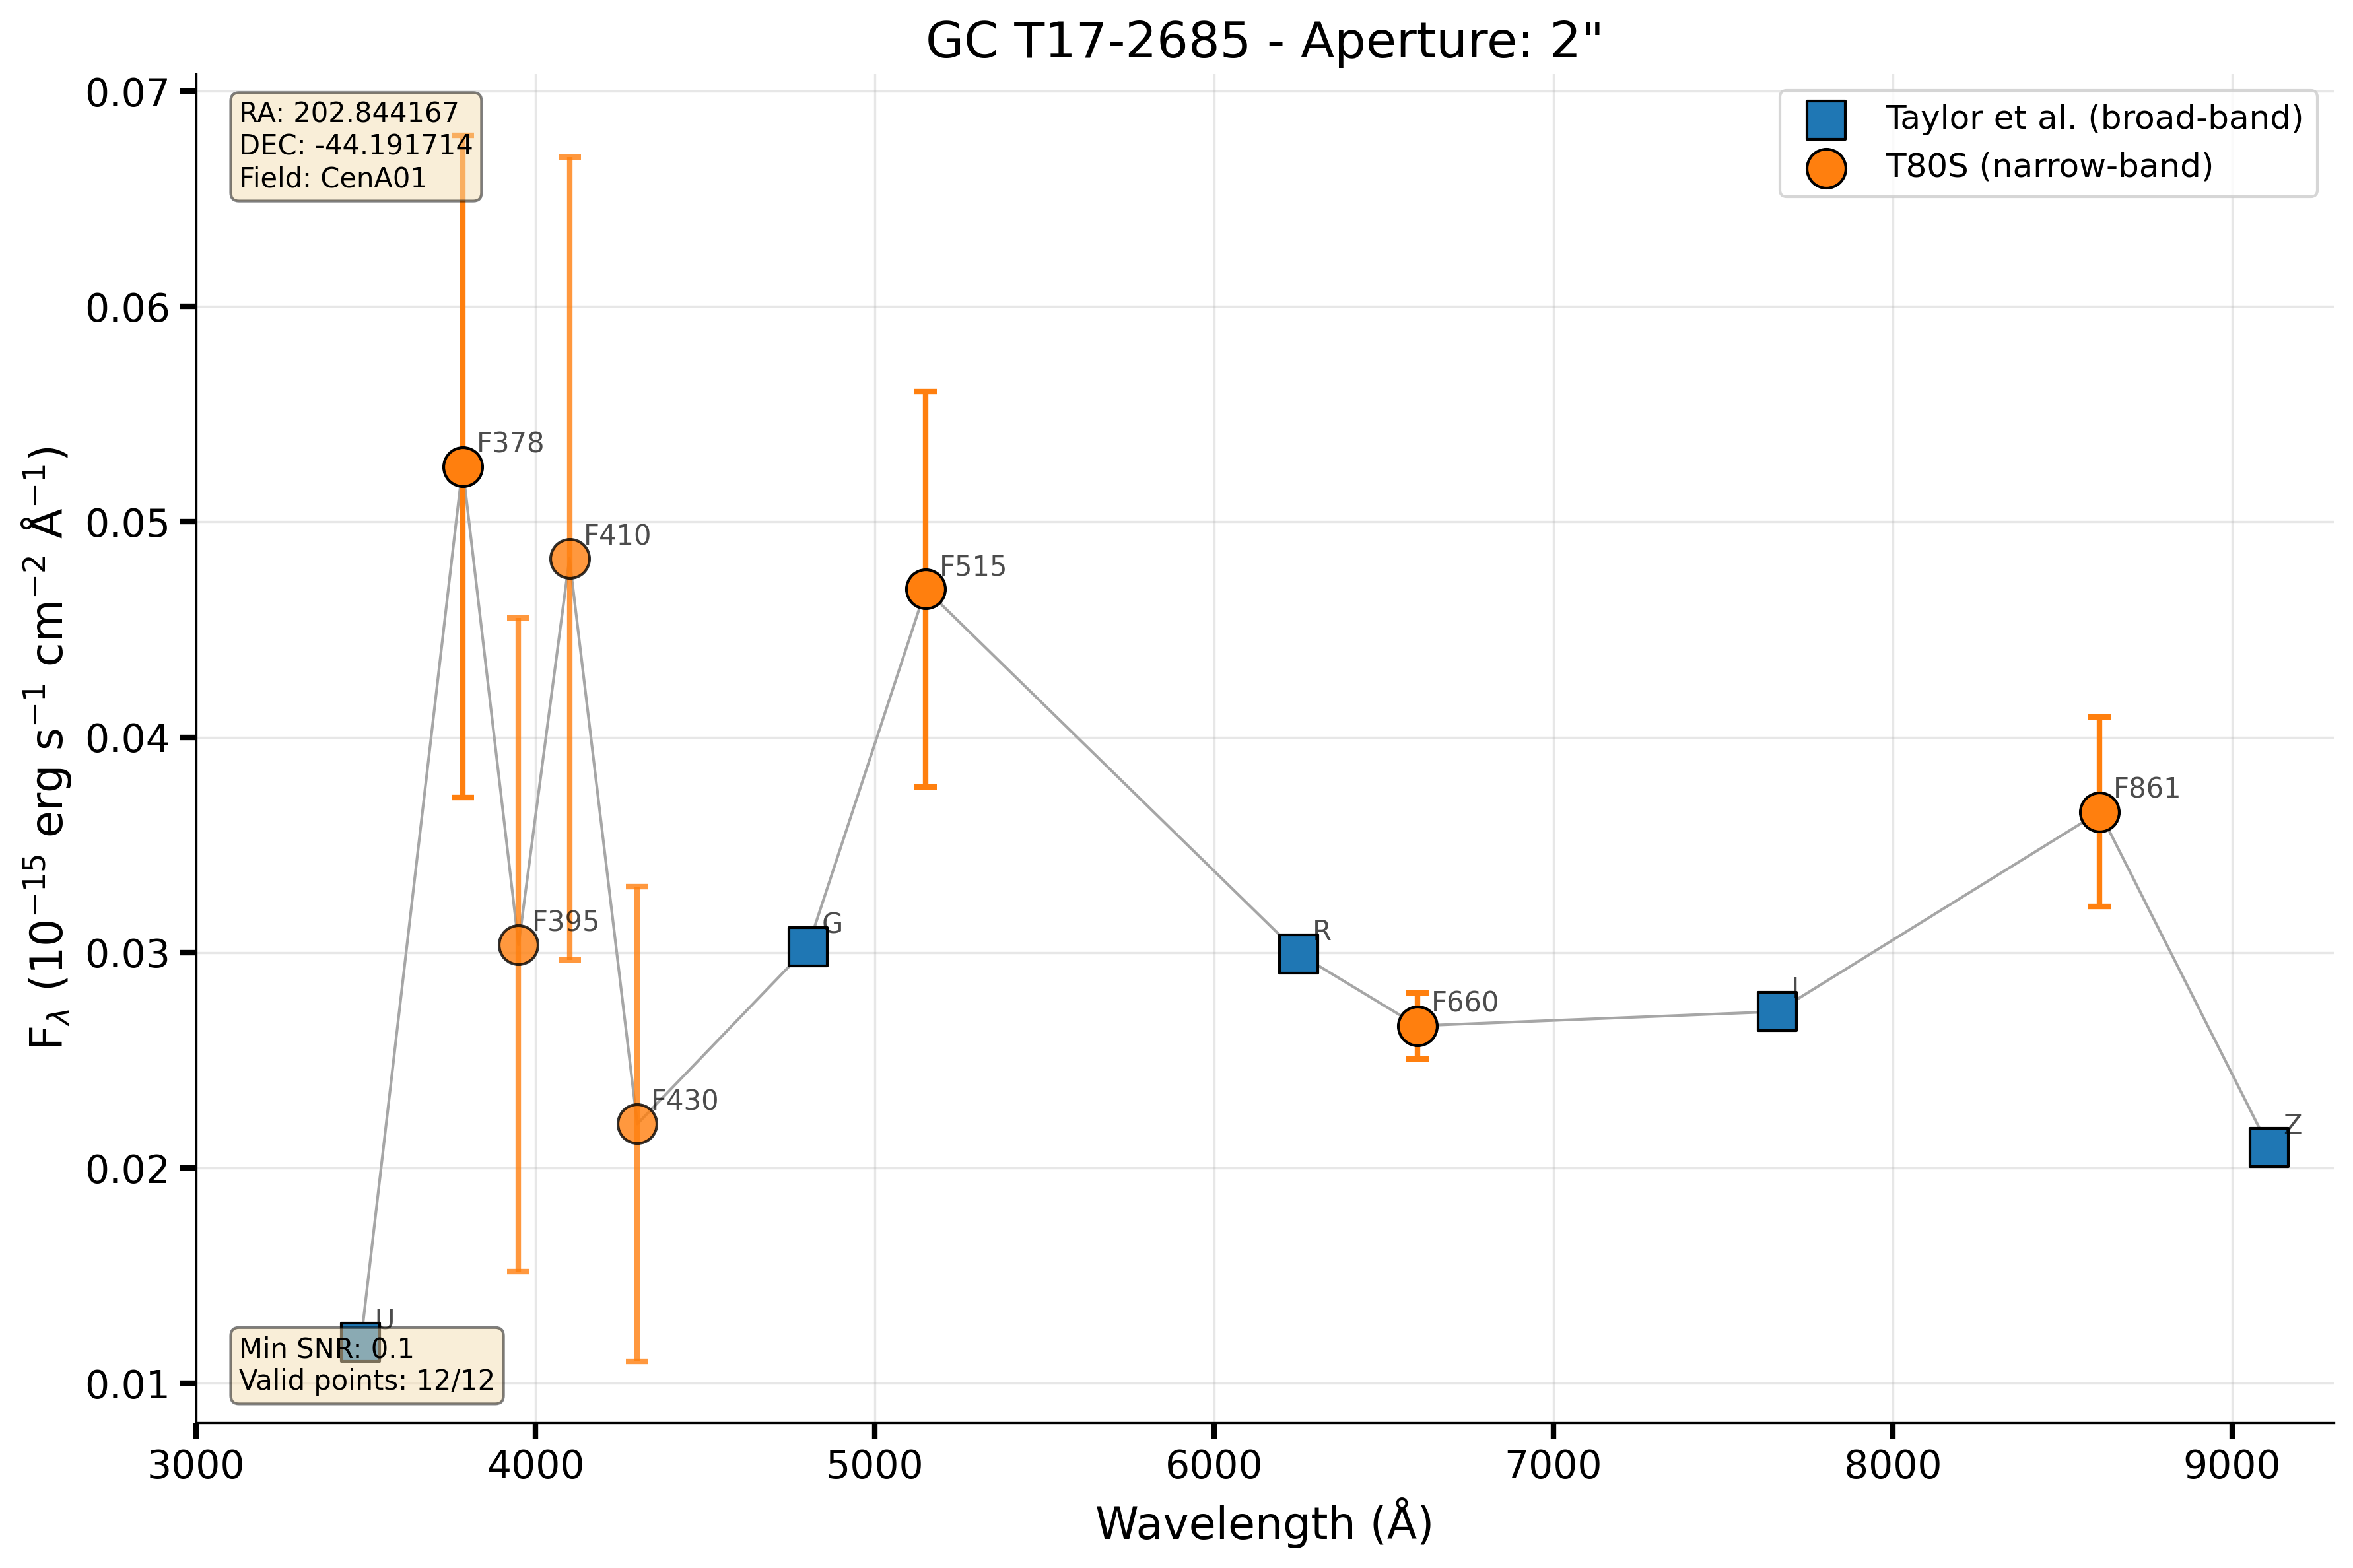 GC T17-2685 - Aperture: 2"
RA: 202.844167
DEC: -44.191714
Field: CenA01
Taylor et al. (broad-band)
T80S (narrow-band)
0.07
0.06
0.05
0.04
0.03
0.02
0.01
F_λ (10⁻¹⁵ erg s⁻¹ cm⁻² Å⁻¹)
F378
F410
F515
F395
F430
G
R
F660
I
F861
Z
U
Min SNR: 0.1
Valid points: 12/12
3000 4000 5000 6000 7000 8000 9000
Wavelength (Å)